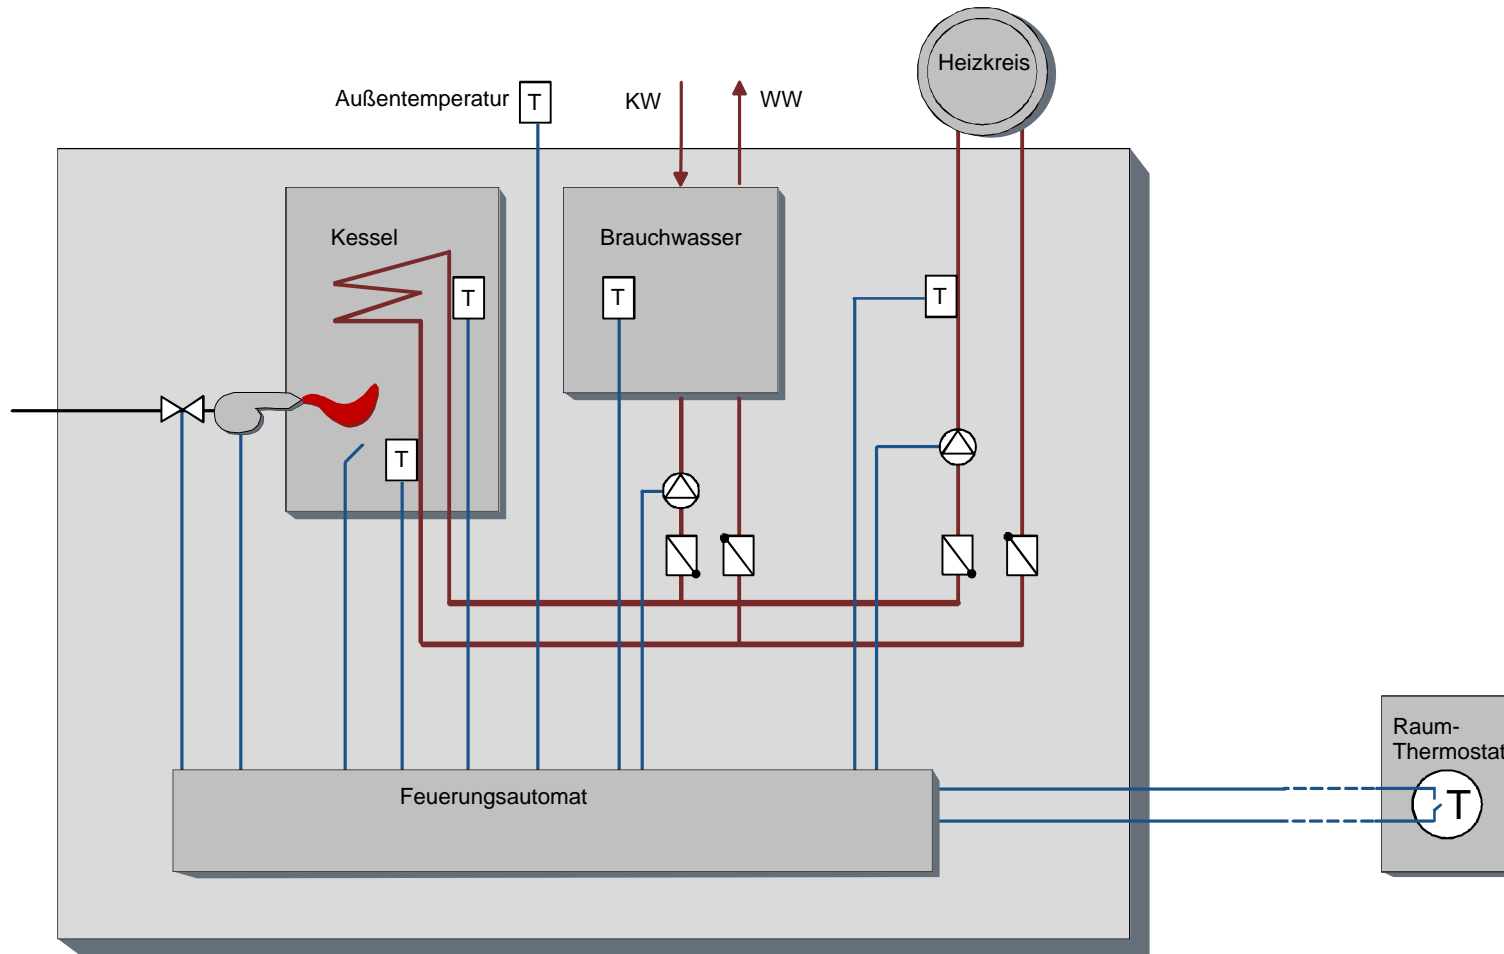 Heizkreis
Außentemperatur T
KW
WW
Kessel
Brauchwasser
T
T
T
T
Feuerungsautomat
Raum-
Thermostat
T